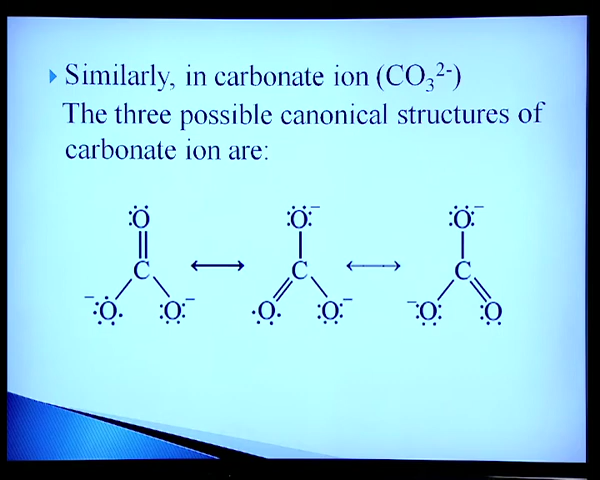 Similarly, in carbonate ion (CO₃²⁻)
The three possible canonical structures of
carbonate ion are:
:Ö :Ö:⁻ :Ö:⁻
C ⟷ C ⟷ C
⁻:O: :O:⁻ :O: :O:⁻ ⁻:O: :O: